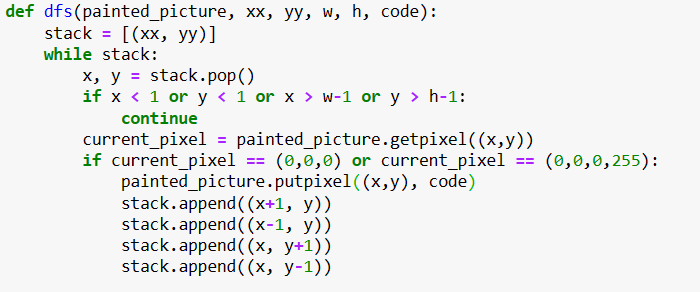 def dfs(painted_picture, xx, yy, w, h, code):
    stack = [(xx, yy)]
    while stack:
        x, y = stack.pop()
        if x < 1 or y < 1 or x > w-1 or y > h-1:
            continue
        current_pixel = painted_picture.getpixel((x,y))
        if current_pixel == (0,0,0) or current_pixel == (0,0,0,255):
            painted_picture.putpixel((x,y), code)
            stack.append((x+1, y))
            stack.append((x-1, y))
            stack.append((x, y+1))
            stack.append((x, y-1))